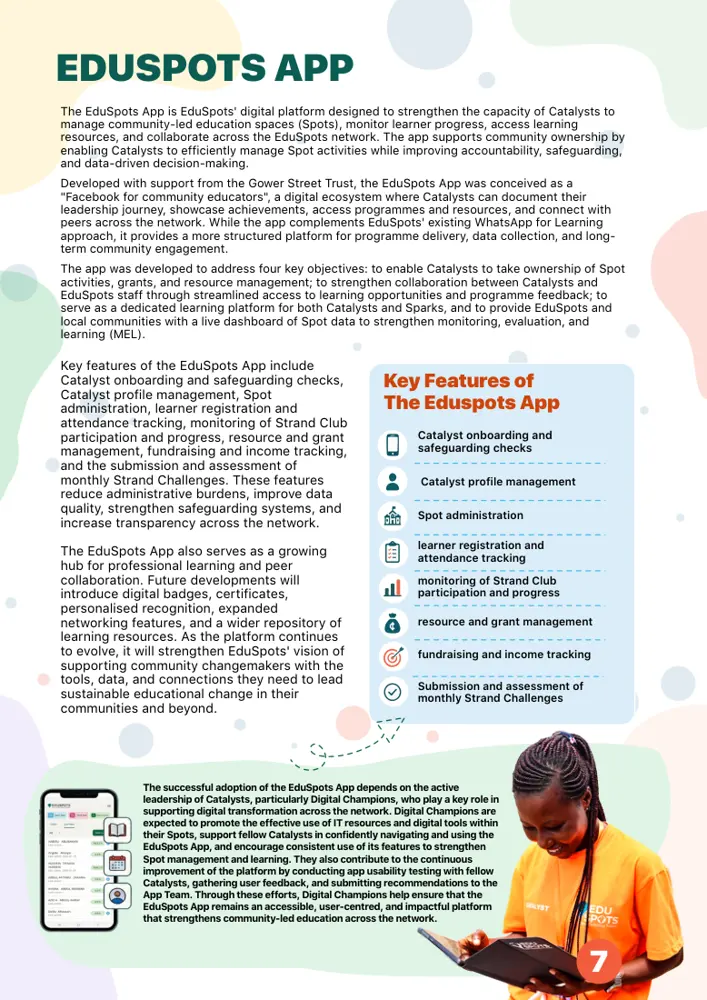 EDUSPOTS APP
The EduSpots App is EduSpots' digital platform designed to strengthen the capacity of Catalysts to
manage community-led education spaces (Spots), monitor learner progress, access learning
resources, and collaborate across the EduSpots network. The app supports community ownership by
enabling Catalysts to efficiently manage Spot activities while improving accountability, safeguarding,
and data-driven decision-making.
Developed with support from the Gower Street Trust, the EduSpots App was conceived as a
"Facebook for community educators", a digital ecosystem where Catalysts can document their
leadership journey, showcase achievements, access programmes and resources, and connect with
peers across the network. While the app complements EduSpots' existing WhatsApp for Learning
approach, it provides a more structured platform for programme delivery, data collection, and long-
term community engagement.
The app was developed to address four key objectives: to enable Catalysts to take ownership of Spot
activities, grants, and resource management; to strengthen collaboration between Catalysts and
EduSpots staff through streamlined access to learning opportunities and programme feedback; to
serve as a dedicated learning platform for both Catalysts and Sparks, and to provide EduSpots and
local communities with a live dashboard of Spot data to strengthen monitoring, evaluation, and
learning (MEL).
Key features of the EduSpots App include
Catalyst onboarding and safeguarding checks,
Catalyst profile management, Spot
administration, learner registration and
attendance tracking, monitoring of Strand Club
participation and progress, resource and grant
management, fundraising and income tracking,
and the submission and assessment of
monthly Strand Challenges. These features
reduce administrative burdens, improve data
quality, strengthen safeguarding systems, and
increase transparency across the network.
The EduSpots App also serves as a growing
hub for professional learning and peer
collaboration. Future developments will
introduce digital badges, certificates,
personalised recognition, expanded
networking features, and a wider repository of
learning resources. As the platform continues
to evolve, it will strengthen EduSpots' vision of
supporting community changemakers with the
tools, data, and connections they need to lead
sustainable educational change in their
communities and beyond.
Key Features of
The Eduspots App
Catalyst onboarding and
safeguarding checks
Catalyst profile management
Spot administration
learner registration and
attendance tracking
monitoring of Strand Club
participation and progress
resource and grant management
fundraising and income tracking
Submission and assessment of
monthly Strand Challenges
The successful adoption of the EduSpots App depends on the active
leadership of Catalysts, particularly Digital Champions, who play a key role in
supporting digital transformation across the network. Digital Champions are
expected to promote the effective use of IT resources and digital tools within
their Spots, support fellow Catalysts in confidently navigating and using the
EduSpots App, and encourage consistent use of its features to strengthen
Spot management and learning. They also contribute to the continuous
improvement of the platform by conducting app usability testing with fellow
Catalysts, gathering user feedback, and submitting recommendations to the
App Team. Through these efforts, Digital Champions help ensure that the
EduSpots App remains an accessible, user-centred, and impactful platform
that strengthens community-led education across the network.
EDUSPOTS
EDU
SPOTS
7